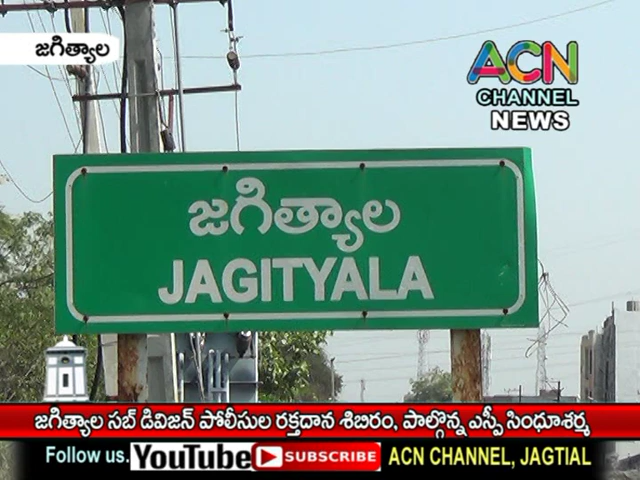 జగిత్యాల
ACN
CHANNEL
NEWS
జగిత్యాల
JAGITYALA
జగిత్యాల సబ్ డివిజన్ పోలీసుల రక్తదాన శిబిరం, పాల్గొన్న ఎస్పీ సింధూశర్మ
Follow us. YouTube SUBSCRIBE ACN CHANNEL, JAGTIAL